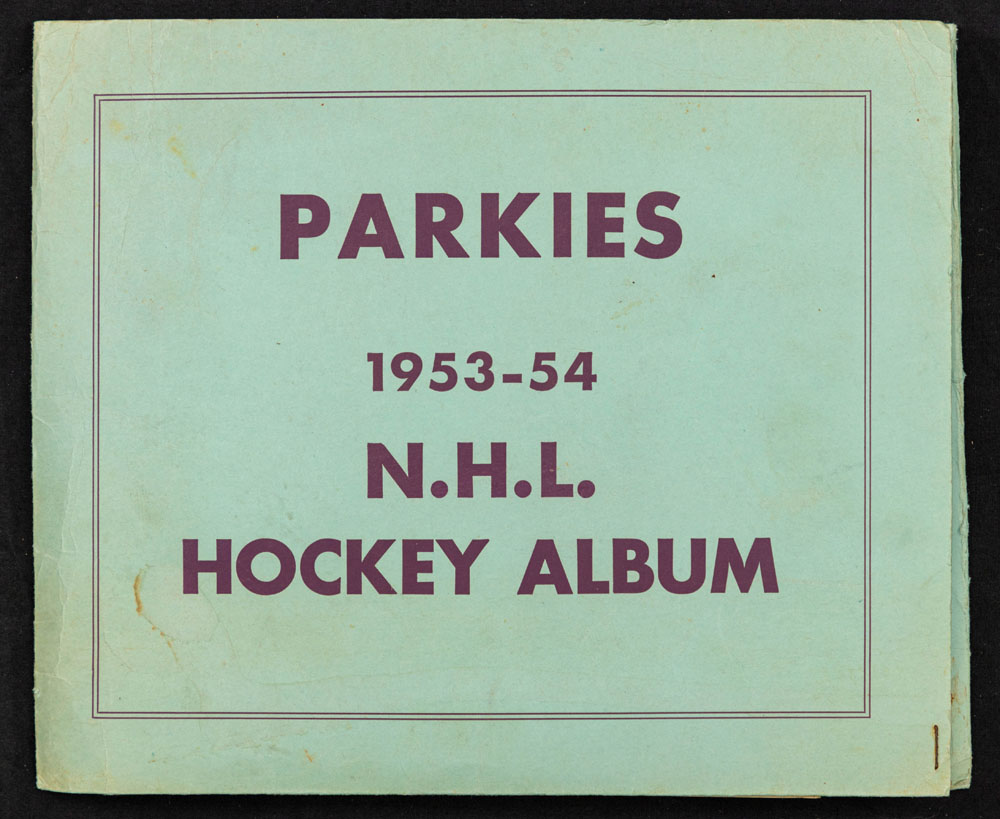 PARKIES
1953-54
N.H.L.
HOCKEY ALBUM